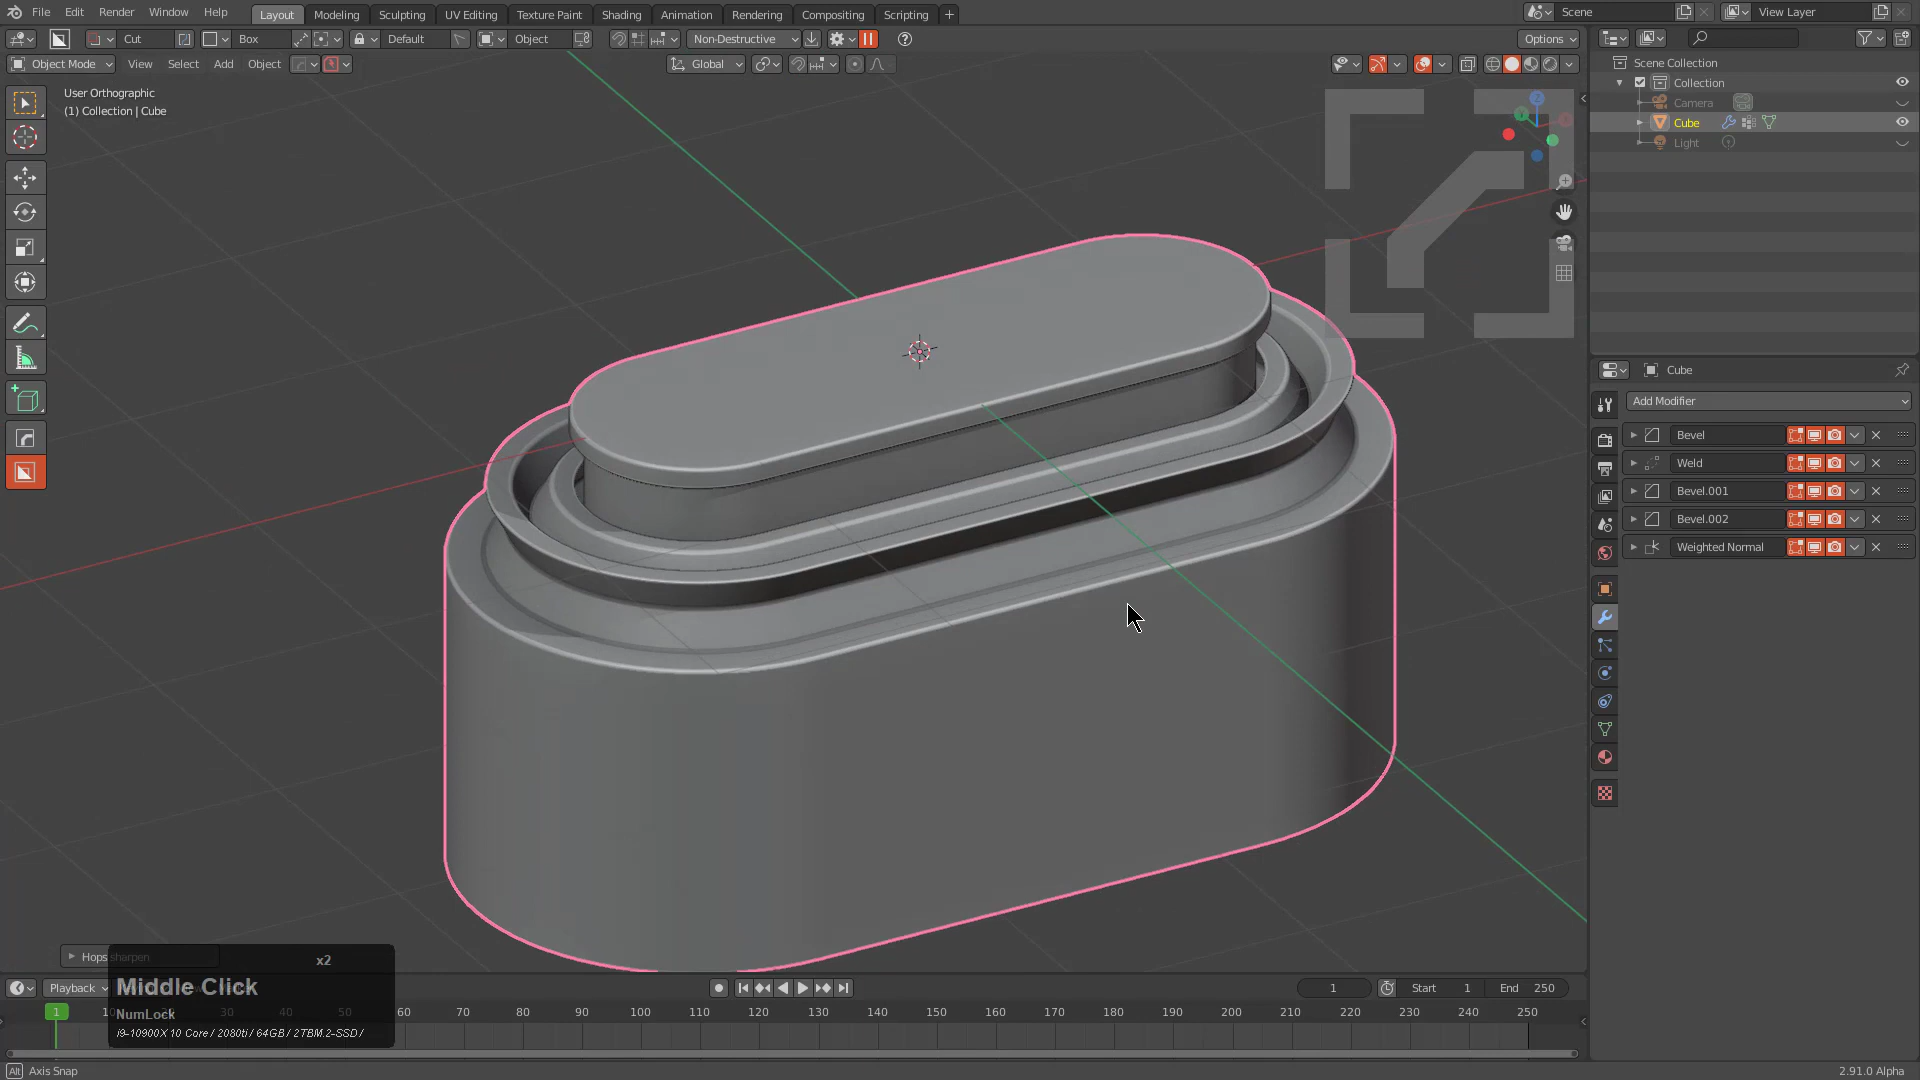 File Edit Render Window Help Layout Modeling Sculpting UV Editing Texture Paint Shading Animation Rendering Compositing Scripting + Scene View Layer
Cut Box Default Object Non-Destructive Options
Object Mode View Select Add Object Global
User Orthographic
(1) Collection | Cube
Scene Collection
Collection
Camera
Cube
Light
Cube
Add Modifier
Bevel
Weld
Bevel.001
Bevel.002
Weighted Normal
Hops sharpen
x2
Middle Click
NumLock
i9-10900X 10 Core / 2080ti / 64GB / 2TBM.2-SSD /
Playback 1 Start 1 End 250
1 40 50 60 70 80 90 100 110 120 130 140 150 160 170 180 190 200 210 220 230 240 250
Alt Axis Snap 2.91.0 Alpha